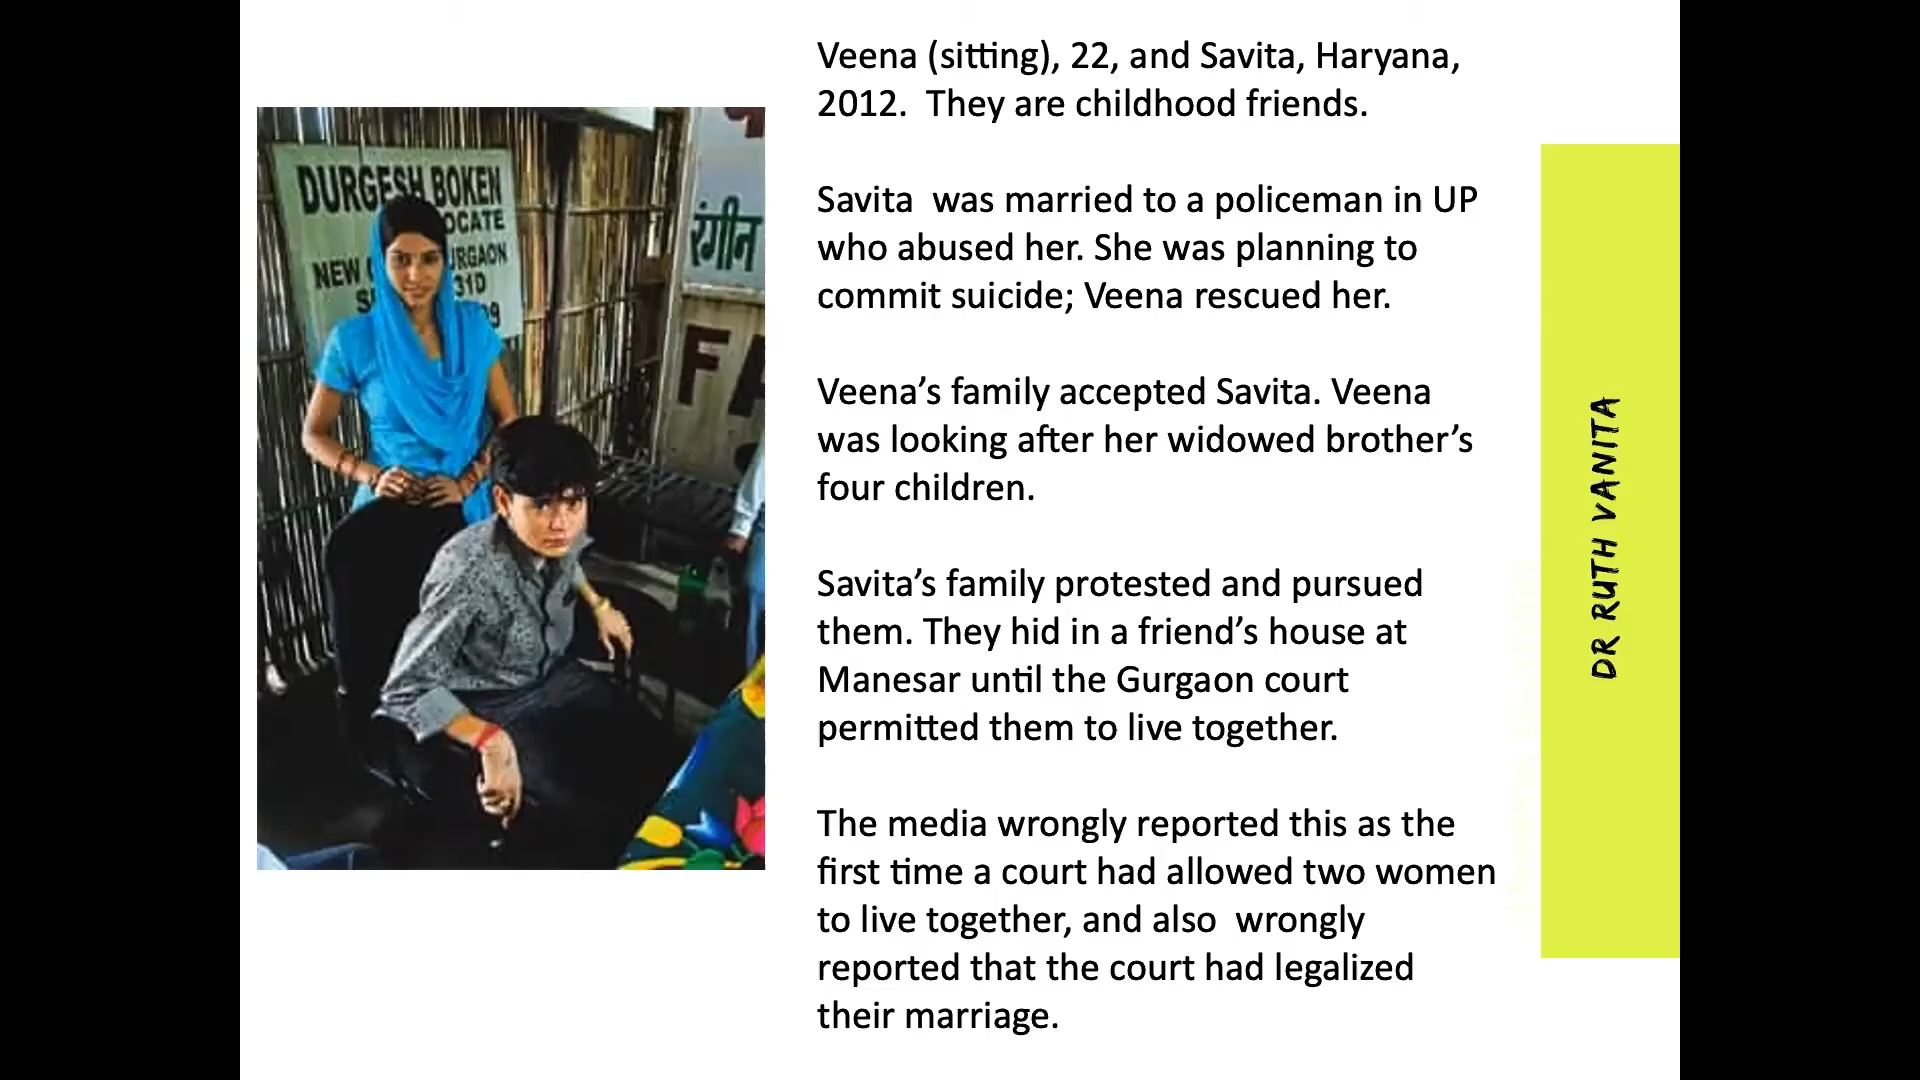 Veena (sitting), 22, and Savita, Haryana,
2012.  They are childhood friends.
Savita  was married to a policeman in UP
who abused her. She was planning to
commit suicide; Veena rescued her.
Veena’s family accepted Savita. Veena
was looking after her widowed brother’s
four children.
Savita’s family protested and pursued
them. They hid in a friend’s house at
Manesar until the Gurgaon court
permitted them to live together.
The media wrongly reported this as the
first time a court had allowed two women
to live together, and also  wrongly
reported that the court had legalized
their marriage.
DURGESH BOKEN
OCATE
NEW
URGAON
31D
09
रंगीन
FA
DR RUTH VANITA